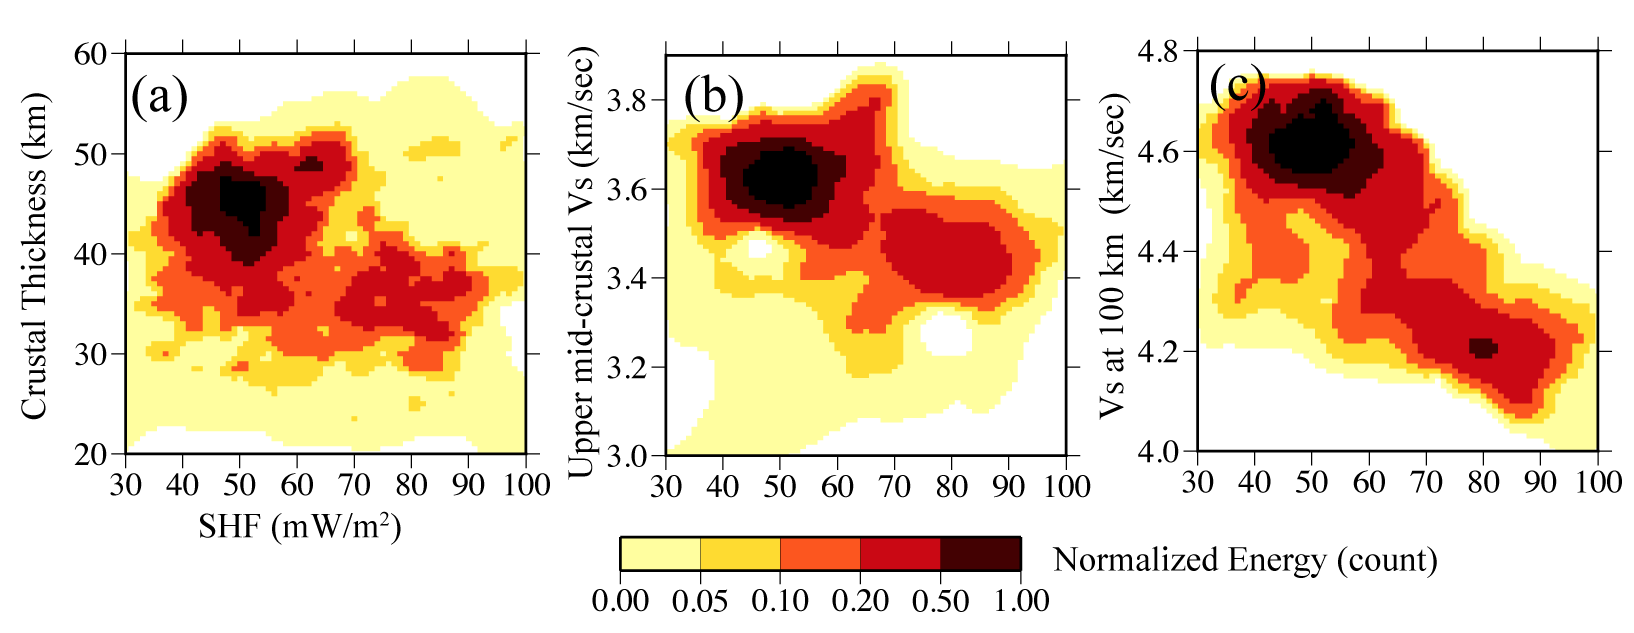 (a)
Crustal Thickness (km)
60
50
40
30
20
30 40 50 60 70 80 90 100
SHF (mW/m²)
(b)
Upper mid-crustal Vs (km/sec)
3.8
3.6
3.4
3.2
3.0
30 40 50 60 70 80 90 100
(c)
Vs at 100 km (km/sec)
4.8
4.6
4.4
4.2
4.0
30 40 50 60 70 80 90 100
0.00 0.05 0.10 0.20 0.50 1.00
Normalized Energy (count)